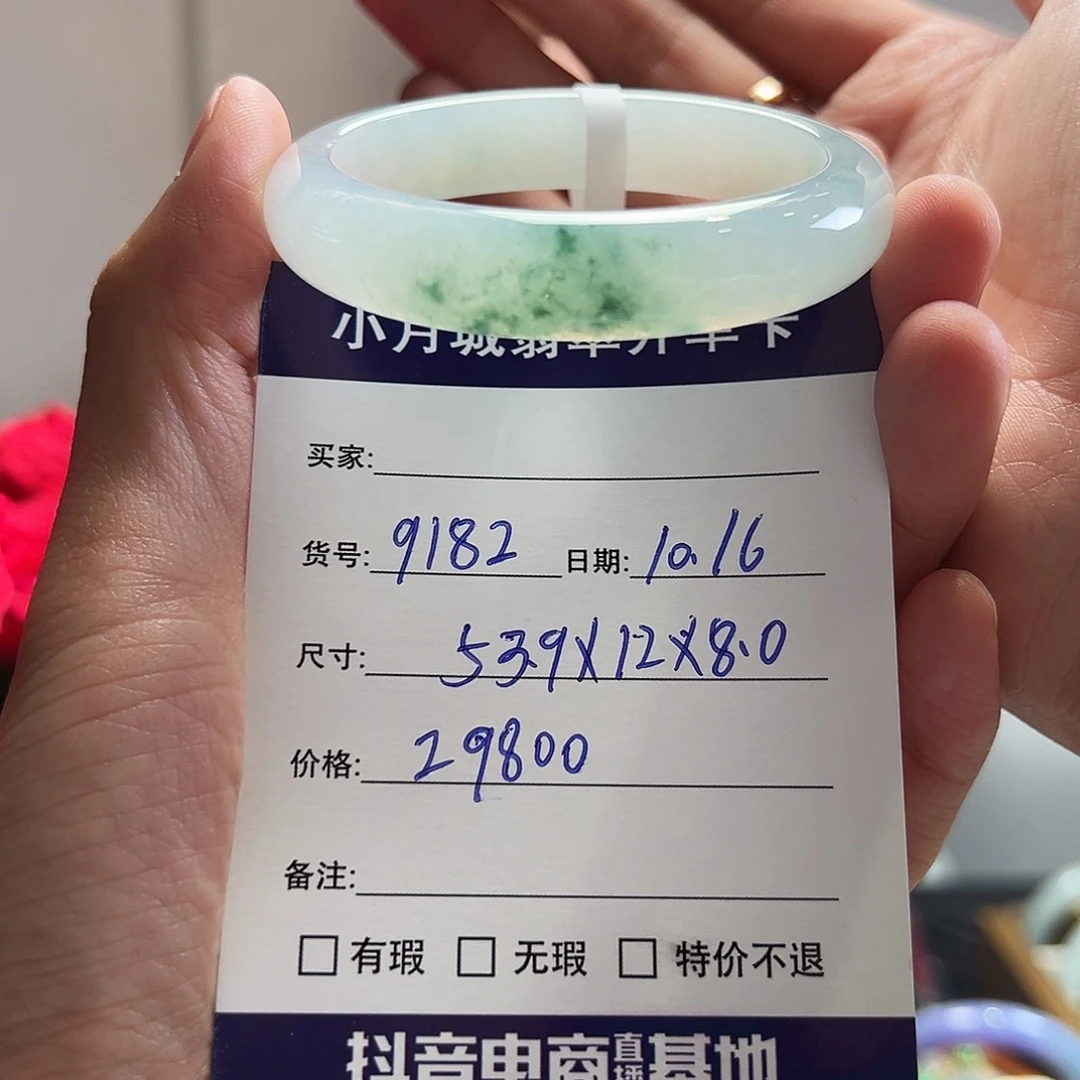 小月城翡翠开单卡
买家:
货号: 9182 日期: 10.16
尺寸: 53.9X12X8.0
价格: 29800
备注:
□ 有瑕 □ 无瑕 □ 特价不退
抖音电商直播基地